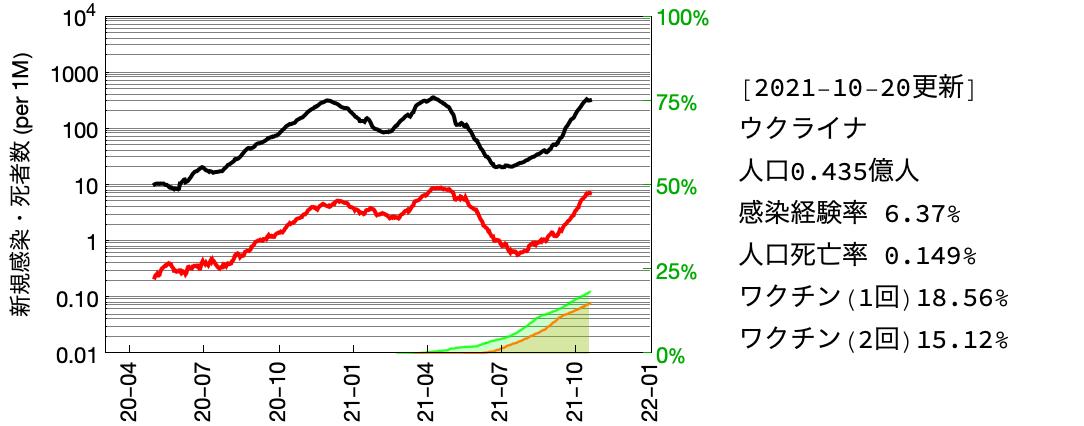 新規感染・死者数 (per 1M)
10^4
1000
100
10
1
0.10
0.01
100%
75%
50%
25%
0%
20-04
20-07
20-10
21-01
21-04
21-07
21-10
22-01
[2021-10-20更新]
ウクライナ
人口0.435億人
感染経験率 6.37%
人口死亡率 0.149%
ワクチン(1回)18.56%
ワクチン(2回)15.12%